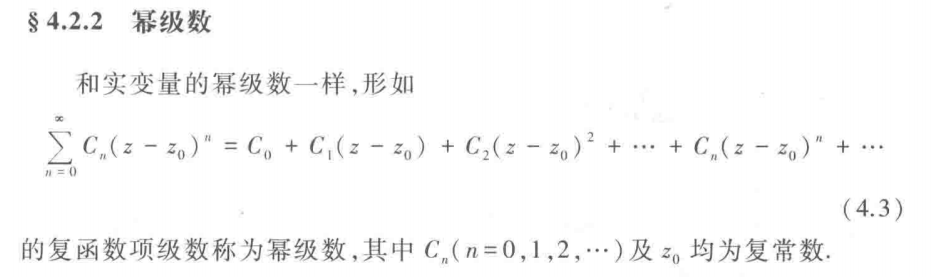 § 4.2.2 幂级数
和实变量的幂级数一样,形如
∑_{n=0}^{∞} C_n(z - z_0)^n = C_0 + C_1(z - z_0) + C_2(z - z_0)^2 + ⋯ + C_n(z - z_0)^n + ⋯
(4.3)
的复函数项级数称为幂级数,其中 C_n(n=0,1,2,⋯)及 z_0 均为复常数.